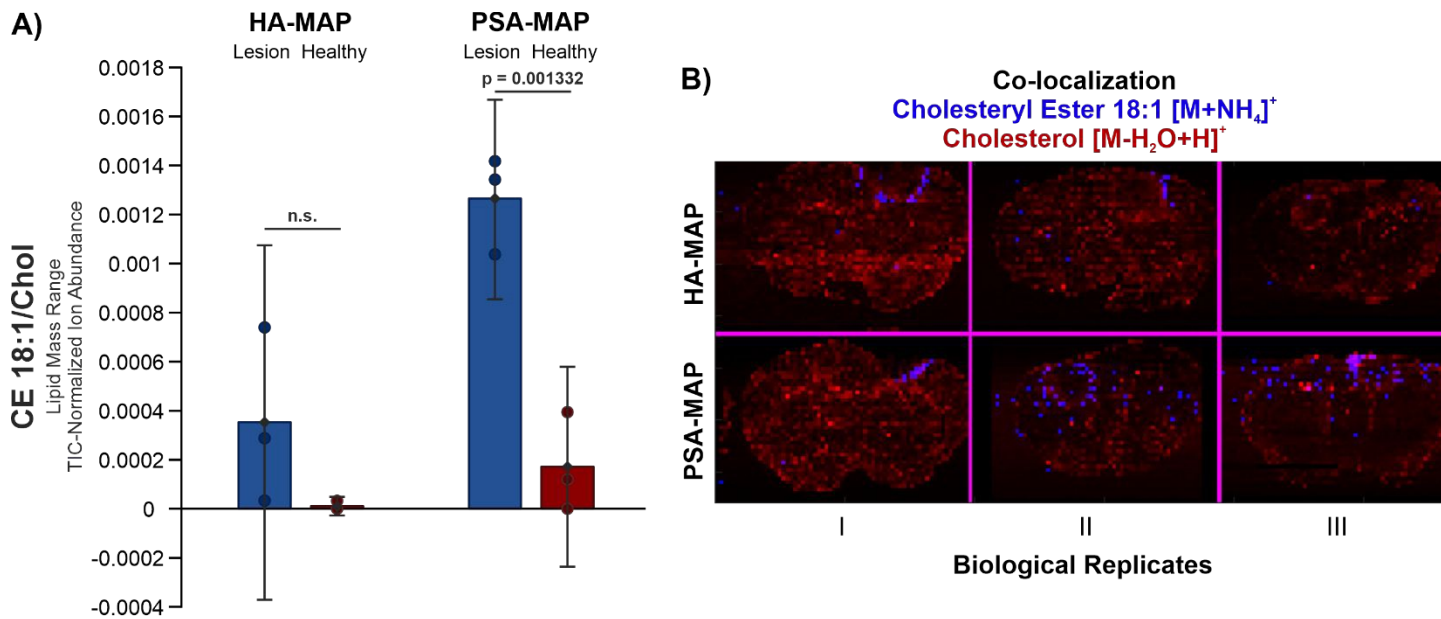 A)
HA-MAP
PSA-MAP
Lesion Healthy
Lesion Healthy
p = 0.001332
n.s.
0.0018
0.0016
0.0014
0.0012
0.001
0.0008
0.0006
0.0004
0.0002
0
-0.0002
-0.0004
CE 18:1/Chol
Lipid Mass Range
TIC-Normalized Ion Abundance
B)
Co-localization
Cholesteryl Ester 18:1 [M+NH₄]⁺
Cholesterol [M-H₂O+H]⁺
HA-MAP
PSA-MAP
I
II
III
Biological Replicates